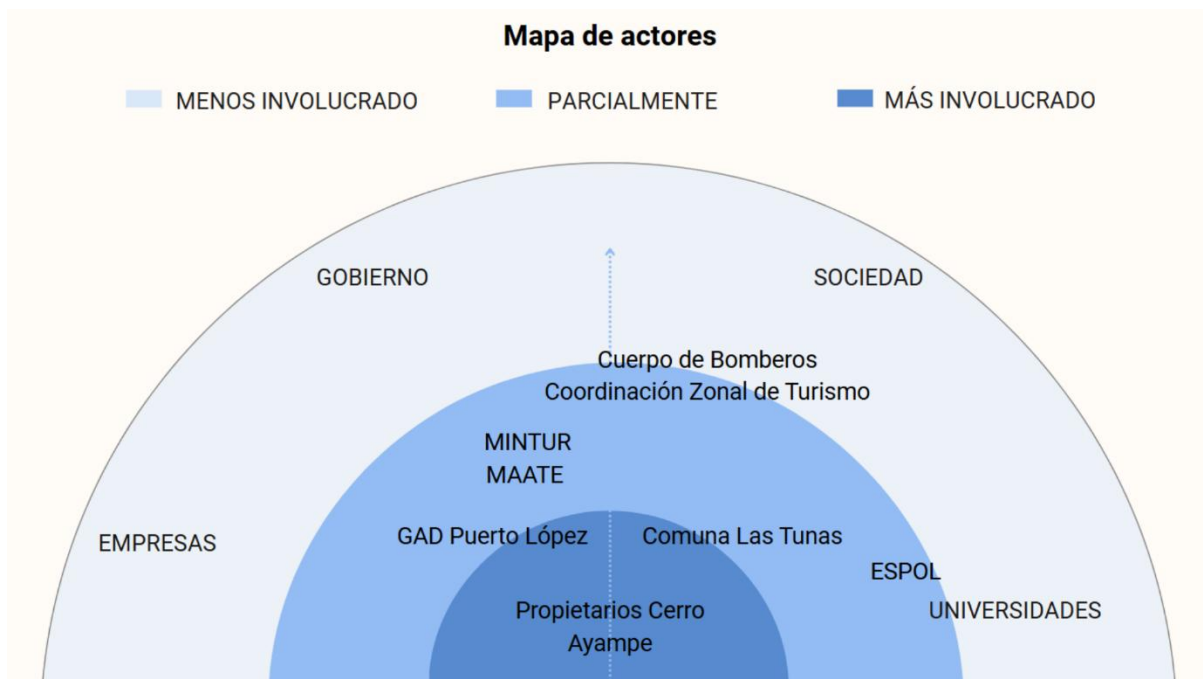 Mapa de actores
MENOS INVOLUCRADO
PARCIALMENTE
MÁS INVOLUCRADO
GOBIERNO
SOCIEDAD
Cuerpo de Bomberos
Coordinación Zonal de Turismo
MINTUR
MAATE
GAD Puerto López
Comuna Las Tunas
EMPRESAS
ESPOL
UNIVERSIDADES
Propietarios Cerro
Ayampe